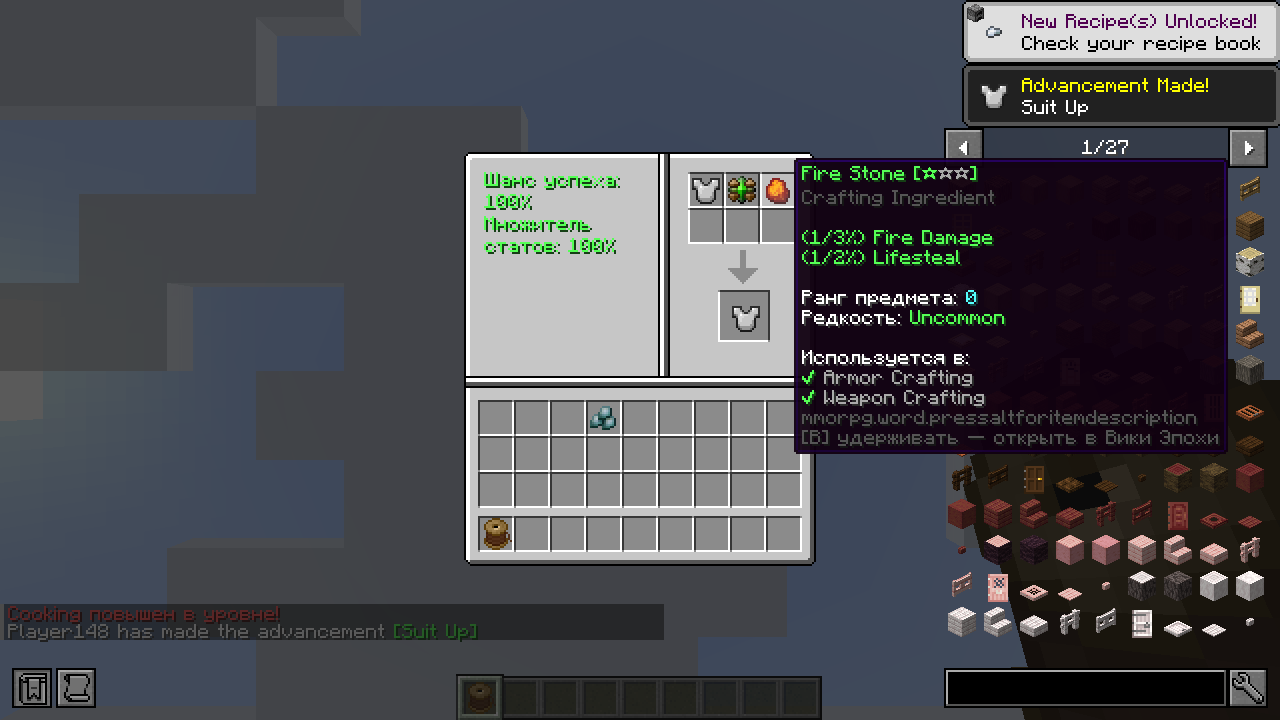 New Recipe(s) Unlocked!
Check your recipe book
Advancement Made!
Suit Up
1/27
Шанс успеха:
100%
Множитель
статов: 100%
Fire Stone [☆☆☆]
Crafting Ingredient
(1/3%) Fire Damage
(1/2%) Lifesteal
Ранг предмета: 0
Редкость: Uncommon
Используется в:
✓ Armor Crafting
✓ Weapon Crafting
mmorpg.word.pressaltforitemdescription
[B] удерживать — открыть в Вики Эпохи
Cooking повышен в уровне!
Player148 has made the advancement [Suit Up]